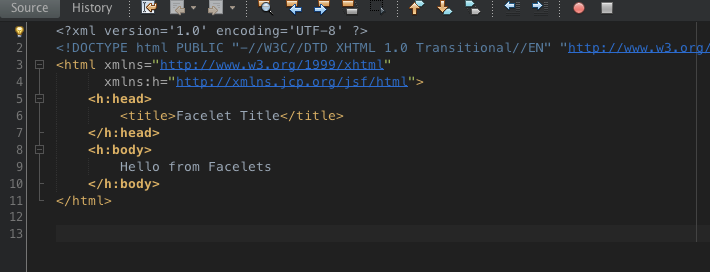 Source History
1 <?xml version='1.0' encoding='UTF-8' ?>
2 <!DOCTYPE html PUBLIC "-//W3C//DTD XHTML 1.0 Transitional//EN" "http://www.w3.org/
3 <html xmlns="http://www.w3.org/1999/xhtml"
4 xmlns:h="http://xmlns.jcp.org/jsf/html">
5 <h:head>
6 <title>Facelet Title</title>
7 </h:head>
8 <h:body>
9 Hello from Facelets
10 </h:body>
11 </html>
12
13